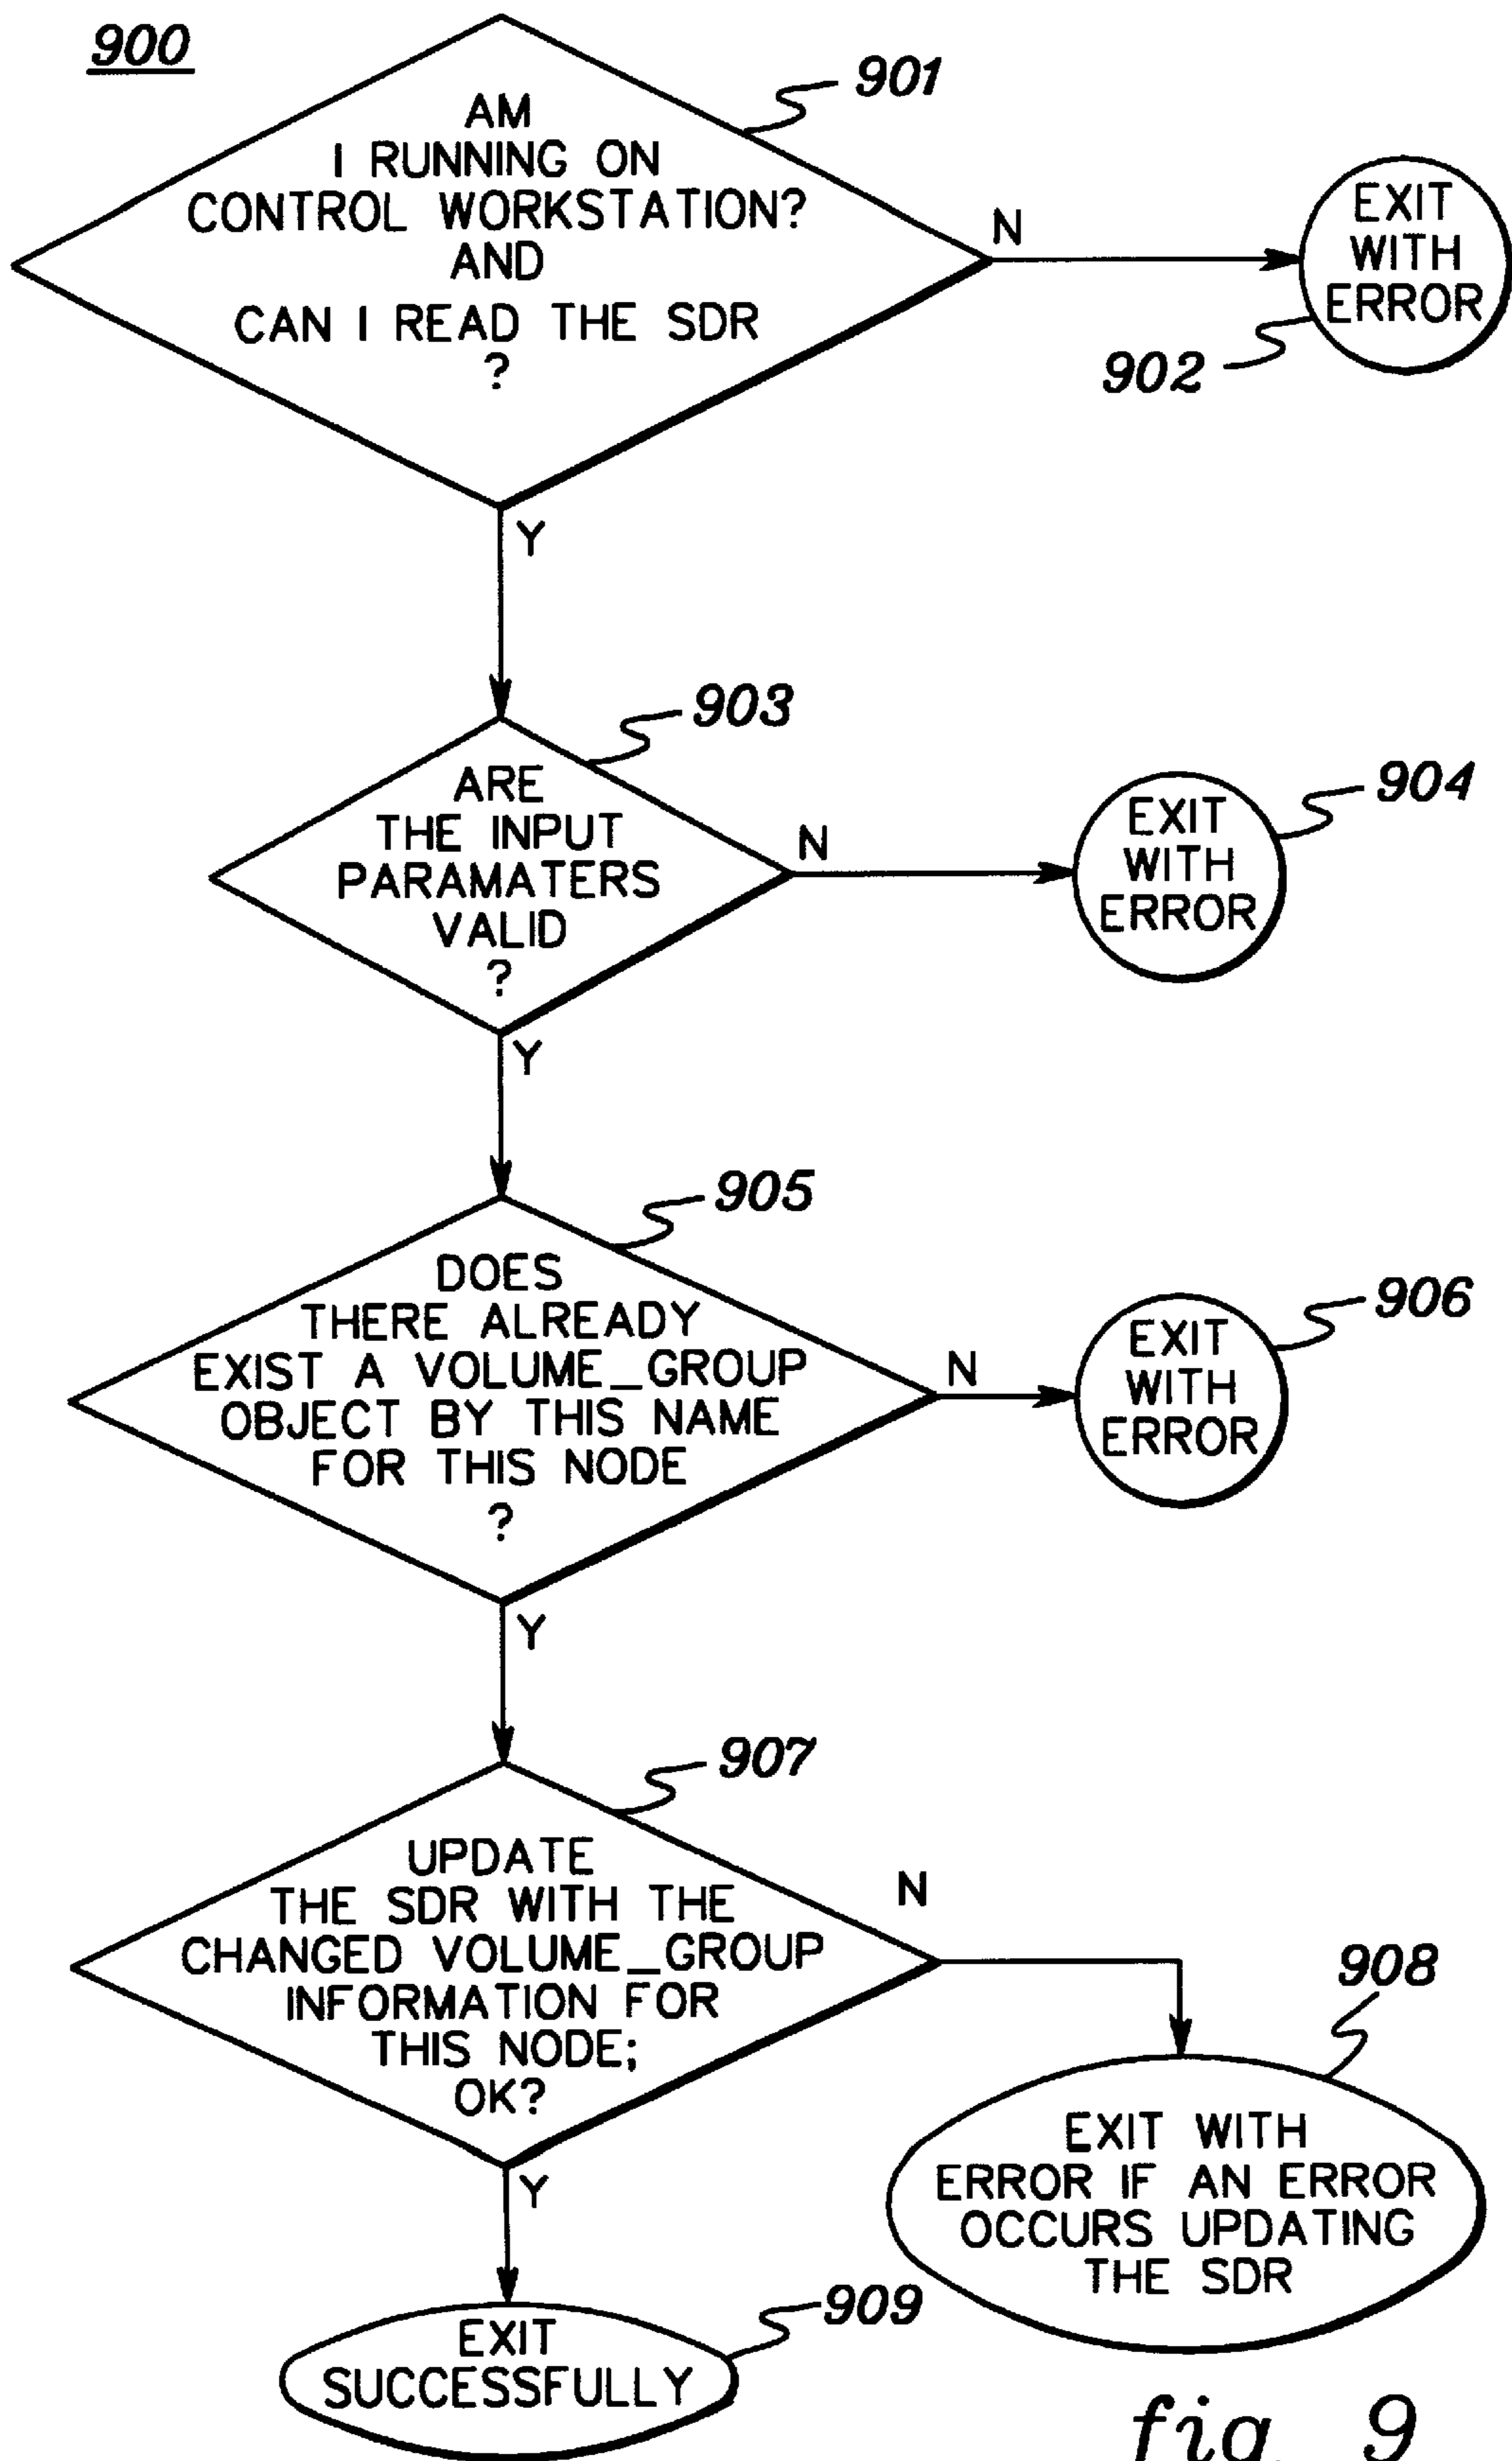 900
901
AM
I RUNNING ON
CONTROL WORKSTATION?
AND
CAN I READ THE SDR
?
N
EXIT
WITH
ERROR
902
Y
903
ARE
THE INPUT
PARAMATERS
VALID
?
N
EXIT
WITH
ERROR
904
Y
905
DOES
THERE ALREADY
EXIST A VOLUME_GROUP
OBJECT BY THIS NAME
FOR THIS NODE
?
N
EXIT
WITH
ERROR
906
Y
907
UPDATE
THE SDR WITH THE
CHANGED VOLUME_GROUP
INFORMATION FOR
THIS NODE;
OK?
N
908
EXIT WITH
ERROR IF AN ERROR
OCCURS UPDATING
THE SDR
Y
909
EXIT
SUCCESSFULLY
fig. 9